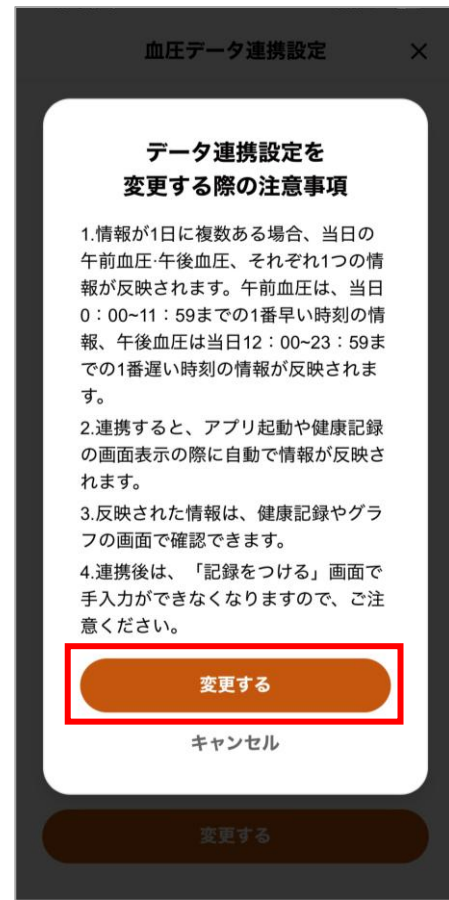 血圧データ連携設定 ×
データ連携設定を
変更する際の注意事項
1.情報が1日に複数ある場合、当日の
午前血圧·午後血圧、それぞれ1つの情
報が反映されます。午前血圧は、当日
0：00~11：59までの1番早い時刻の情
報、午後血圧は当日12：00~23：59ま
での1番遅い時刻の情報が反映されま
す。
2.連携すると、アプリ起動や健康記録
の画面表示の際に自動で情報が反映さ
れます。
3.反映された情報は、健康記録やグラ
フの画面で確認できます。
4.連携後は、「記録をつける」画面で
手入力ができなくなりますので、ご注
意ください。
変更する
キャンセル
変更する